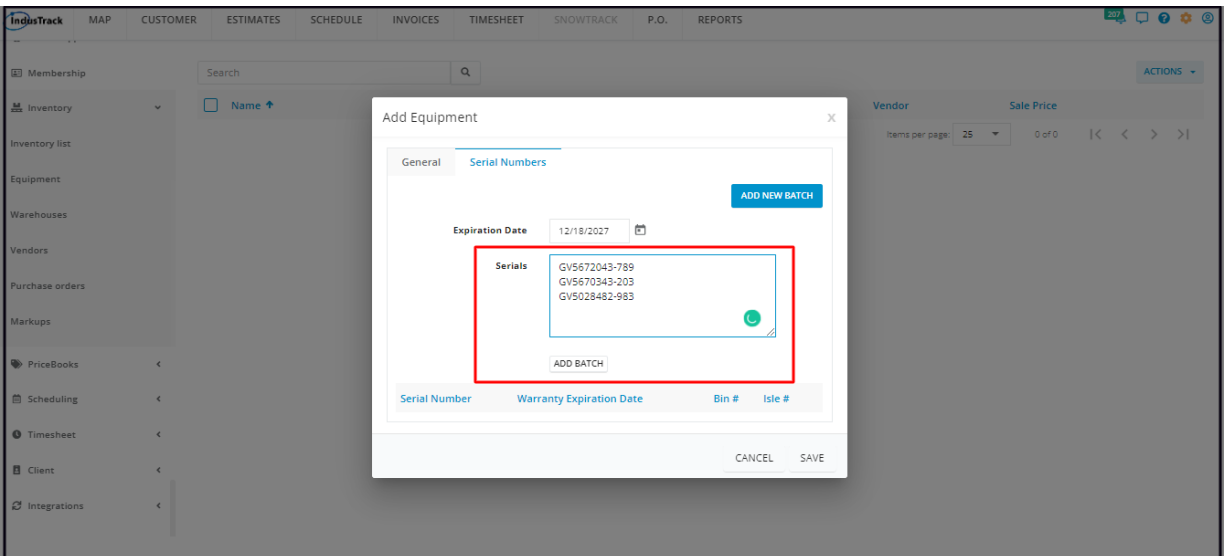 IndusTrack MAP CUSTOMER ESTIMATES SCHEDULE INVOICES TIMESHEET SNOWTRACK P.O. REPORTS 207
Membership
Search
ACTIONS
Inventory
Name
Vendor Sale Price
Items per page: 25 0 of 0
Inventory list
Equipment
Warehouses
Vendors
Purchase orders
Markups
PriceBooks
Scheduling
Timesheet
Client
Integrations
Add Equipment X
General Serial Numbers
ADD NEW BATCH
Expiration Date 12/18/2027
Serials
GV5672043-789
GV5670343-203
GV5028482-983
ADD BATCH
Serial Number Warranty Expiration Date Bin # Isle #
CANCEL SAVE